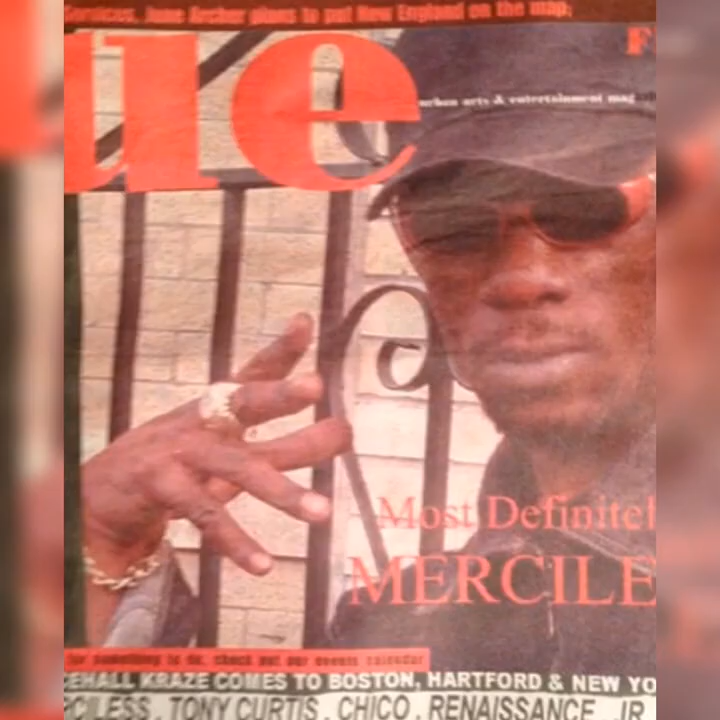 Services. June Archer plans to put New England on the map.
ue
F
urban arts & entertainment mag
Most Definitel
MERCILE
for something to do, check out our events calendar
CEHALL KRAZE COMES TO BOSTON, HARTFORD & NEW YO
RCILESS, TONY CURTIS, CHICO, RENAISSANCE, JR